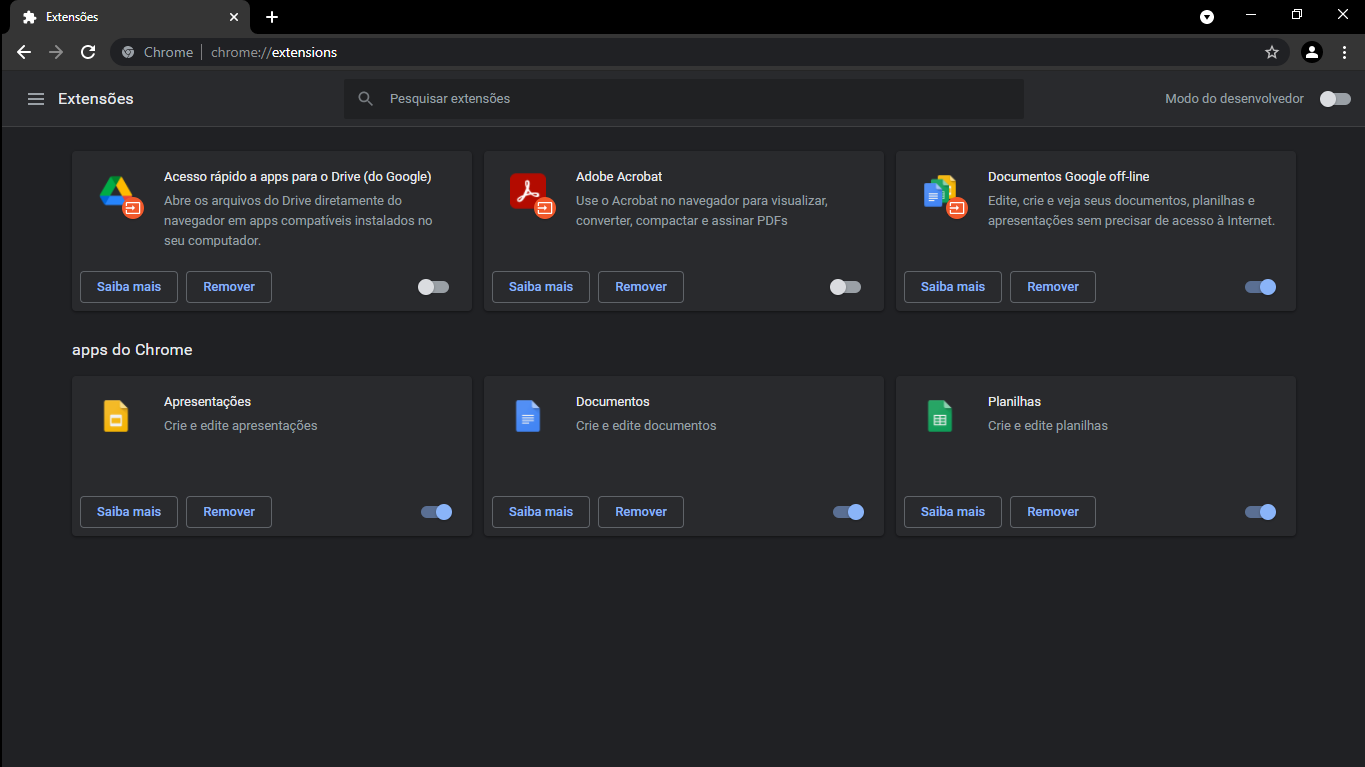 Extensões
Chrome
chrome://extensions
Extensões
Pesquisar extensões
Modo do desenvolvedor
Acesso rápido a apps para o Drive (do Google)
Abre os arquivos do Drive diretamente do
navegador em apps compatíveis instalados no
seu computador.
Saiba mais
Remover
Adobe Acrobat
Use o Acrobat no navegador para visualizar,
converter, compactar e assinar PDFs
Saiba mais
Remover
Documentos Google off-line
Edite, crie e veja seus documentos, planilhas e
apresentações sem precisar de acesso à Internet.
Saiba mais
Remover
apps do Chrome
Apresentações
Crie e edite apresentações
Saiba mais
Remover
Documentos
Crie e edite documentos
Saiba mais
Remover
Planilhas
Crie e edite planilhas
Saiba mais
Remover